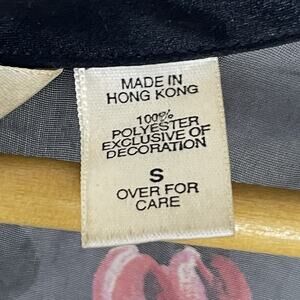 MADE IN
HONG KONG
100%
POLYESTER
EXCLUSIVE OF
DECORATION
S
OVER FOR
CARE